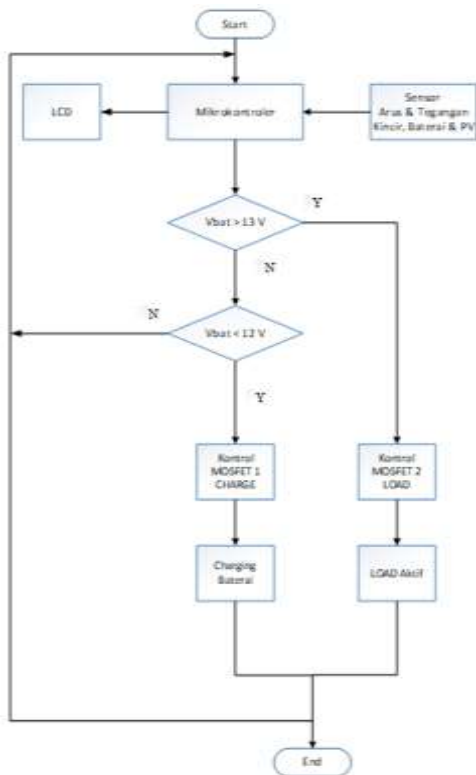 Start
LCD
Mikrokontroler
Sensor
Arus & Tegangan
Kincir, Baterai & PV
Vbat > 13 V
Y
N
N
Vbat < 12 V
Y
Kontrol
MOSFET 1
CHARGE
Kontrol
MOSFET 2
LOAD
Charging
Baterai
LOAD Aktif
End